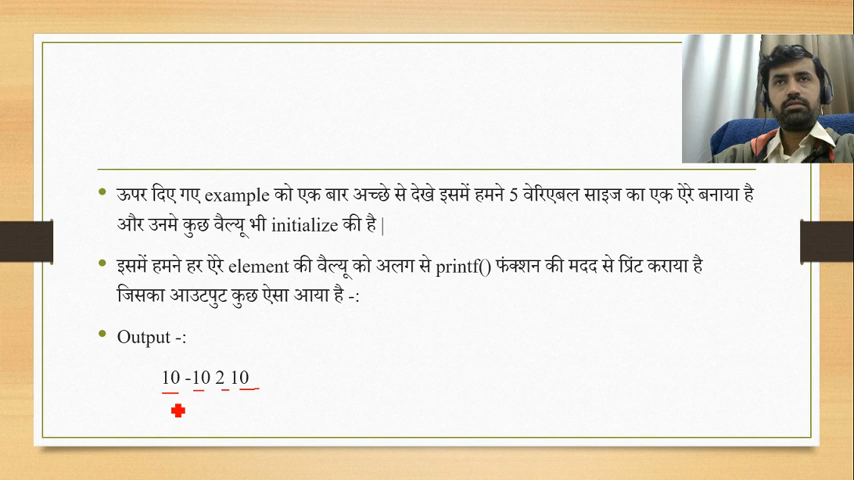 ऊपर दिए गए example को एक बार अच्छे से देखे इसमें हमने 5 वेरिएबल साइज का एक ऐरे बनाया है
और उनमे कुछ वैल्यू भी initialize की है |
इसमें हमने हर ऐरे element की वैल्यू को अलग से printf() फंक्शन की मदद से प्रिंट कराया है
जिसका आउटपुट कुछ ऐसा आया है -:
Output -:
10 -10 2 10